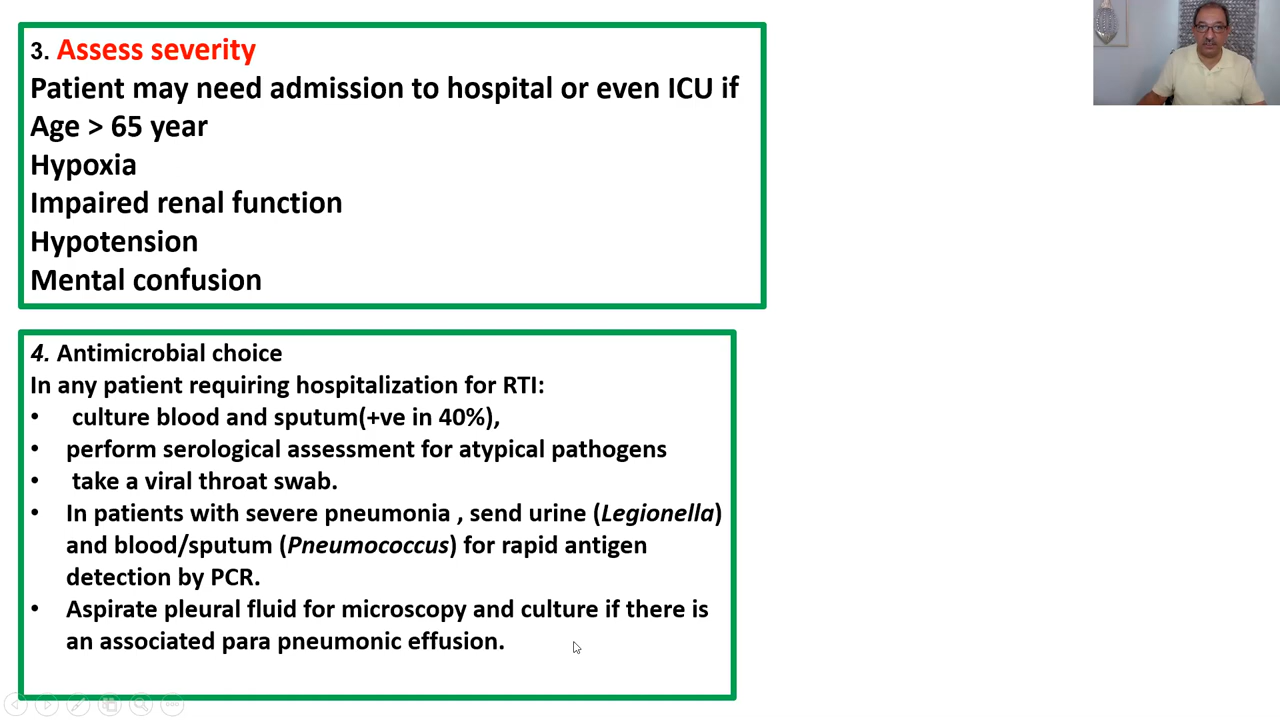 3. Assess severity
Patient may need admission to hospital or even ICU if
Age > 65 year
Hypoxia
Impaired renal function
Hypotension
Mental confusion
4. Antimicrobial choice
In any patient requiring hospitalization for RTI:
• culture blood and sputum(+ve in 40%),
• perform serological assessment for atypical pathogens
• take a viral throat swab.
• In patients with severe pneumonia , send urine (Legionella)
and blood/sputum (Pneumococcus) for rapid antigen
detection by PCR.
• Aspirate pleural fluid for microscopy and culture if there is
an associated para pneumonic effusion.